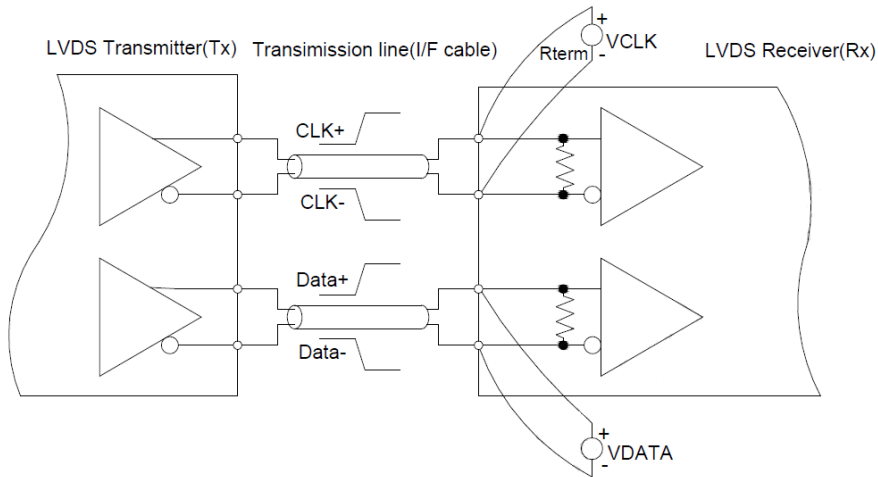 LVDS Transmitter(Tx)
Transimission line(I/F cable)
LVDS Receiver(Rx)
+
VCLK
-
Rterm
CLK+
CLK-
Data+
Data-
+
VDATA
-